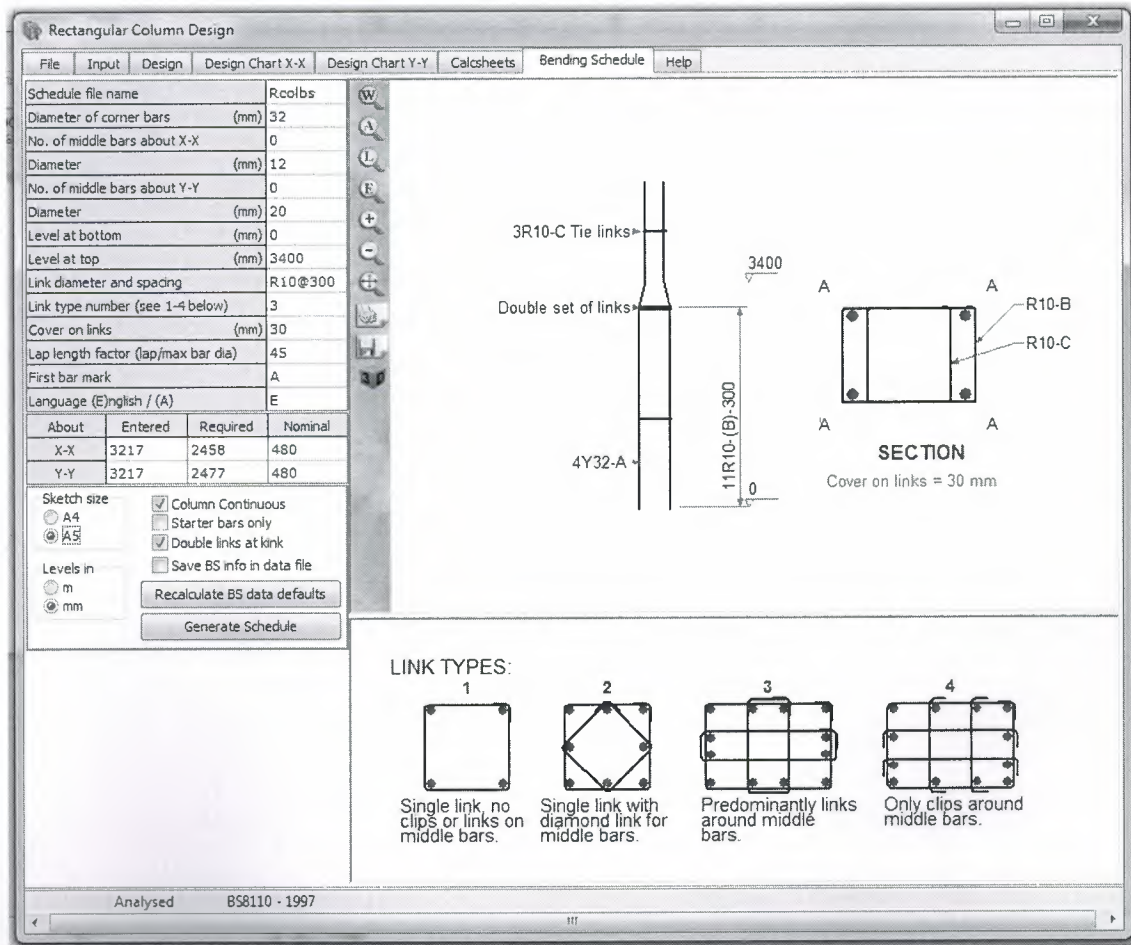 Rectangular Column Design
File Input Design Design Chart X-X Design Chart Y-Y Calcsheets Bending Schedule Help
Schedule file name Rcolbs
Diameter of corner bars (mm) 32
No. of middle bars about X-X 0
Diameter (mm) 12
No. of middle bars about Y-Y 0
Diameter (mm) 20
Level at bottom (mm) 0
Level at top (mm) 3400
Link diameter and spacing R10@300
Link type number (see 1-4 below) 3
Cover on links (mm) 30
Lap length factor (lap/max bar dia) 45
First bar mark A
Language (E)nglish / (A) E
About Entered Required Nominal
X-X 3217 2458 480
Y-Y 3217 2477 480
Sketch size
A4
A5
Levels in
m
mm
Column Continuous
Starter bars only
Double links at kink
Save BS info in data file
Recalculate BS data defaults
Generate Schedule
W
A
L
E
3D
3R10-C Tie links
3400
Double set of links
11R10-(B)-300
4Y32-A
0
A A
R10-B
R10-C
A A
SECTION
Cover on links = 30 mm
LINK TYPES:
1 2 3 4
Single link, no
clips or links on
middle bars.
Single link with
diamond link for
middle bars.
Predominantly links
around middle
bars.
Only clips around
middle bars.
Analysed BS8110 - 1997